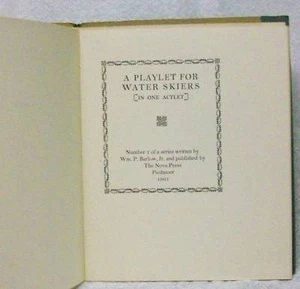 A PLAYLET FOR
WATER SKIERS
[IN ONE ACTLET]
Number 1 of a series written by
Wm. P. Barlow, Jr. and published by
The Nova Press
Piedmont